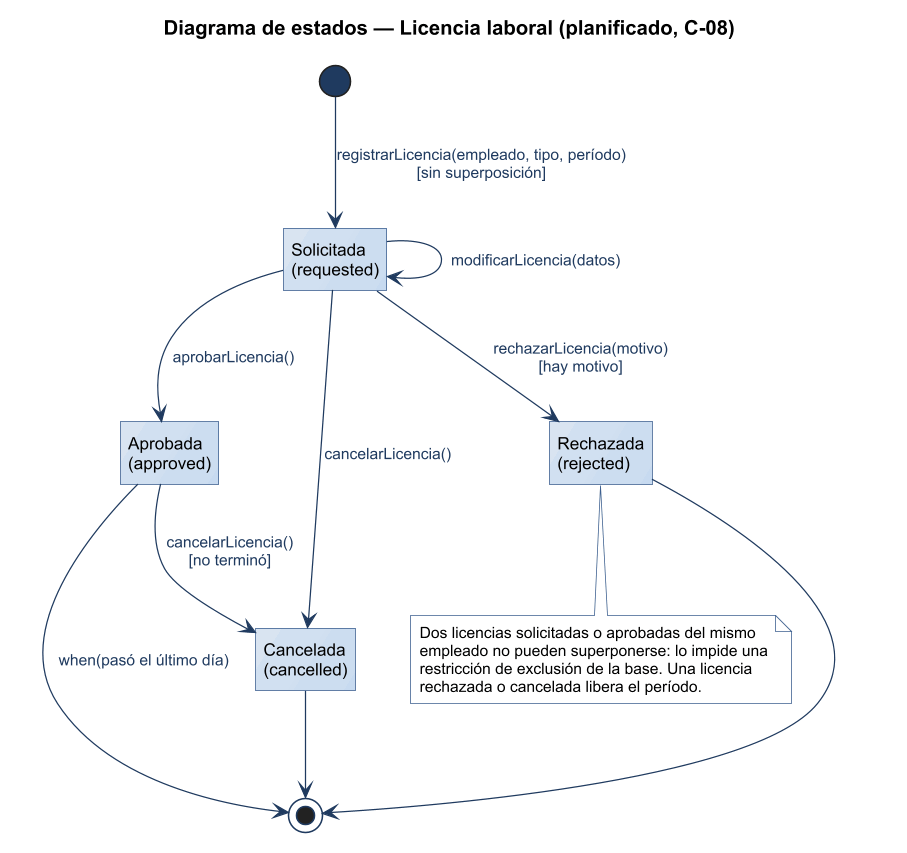 Diagrama de estados — Licencia laboral (planificado, C-08)
registrarLicencia(empleado, tipo, período)
[sin superposición]
Solicitada
(requested)
modificarLicencia(datos)
aprobarLicencia()
rechazarLicencia(motivo)
[hay motivo]
Aprobada
(approved)
cancelarLicencia()
Rechazada
(rejected)
cancelarLicencia()
[no terminó]
when(pasó el último día)
Cancelada
(cancelled)
Dos licencias solicitadas o aprobadas del mismo
empleado no pueden superponerse: lo impide una
restricción de exclusión de la base. Una licencia
rechazada o cancelada libera el período.